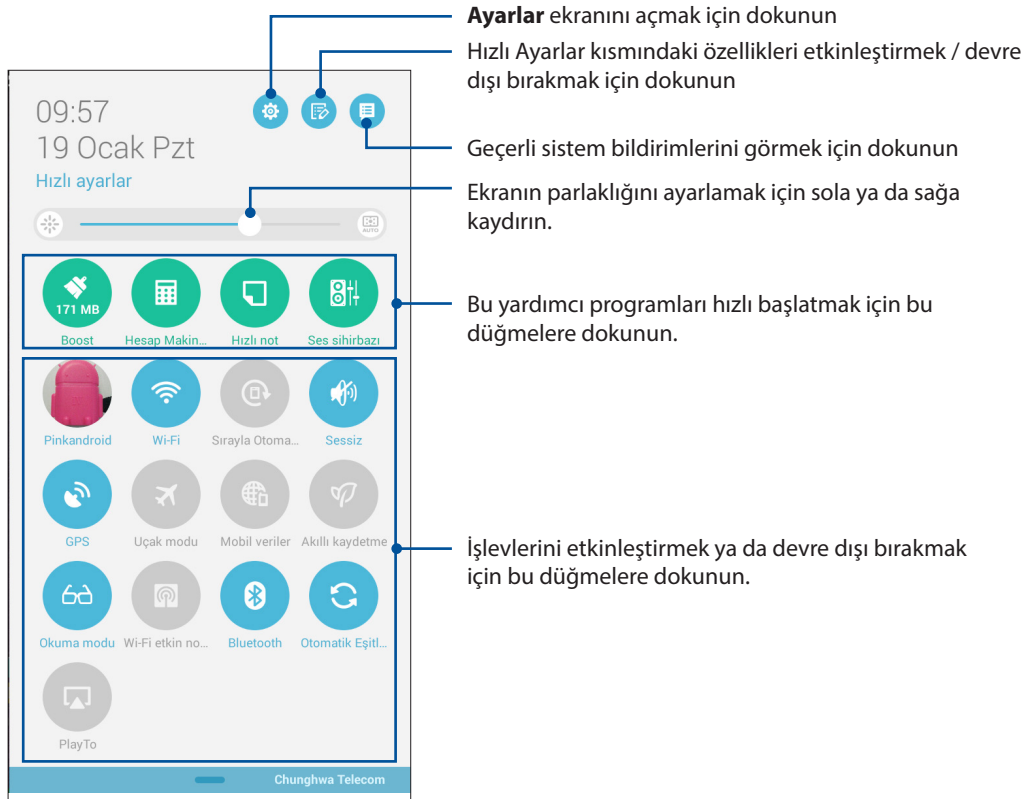 Ayarlar ekranını açmak için dokunun
Hızlı Ayarlar kısmındaki özellikleri etkinleştirmek / devre
dışı bırakmak için dokunun
09:57
19 Ocak Pzt
Hızlı ayarlar
AUTO
Geçerli sistem bildirimlerini görmek için dokunun
Ekranın parlaklığını ayarlamak için sola ya da sağa
kaydırın.
171 MB
Boost Hesap Makin... Hızlı not Ses sihirbazı
Bu yardımcı programları hızlı başlatmak için bu
düğmelere dokunun.
Pinkandroid Wi-Fi Sırayla Otoma... Sessiz
GPS Uçak modu Mobil veriler Akıllı kaydetme
Okuma modu Wi-Fi etkin no... Bluetooth Otomatik Eşitl...
PlayTo
İşlevlerini etkinleştirmek ya da devre dışı bırakmak
için bu düğmelere dokunun.
Chunghwa Telecom